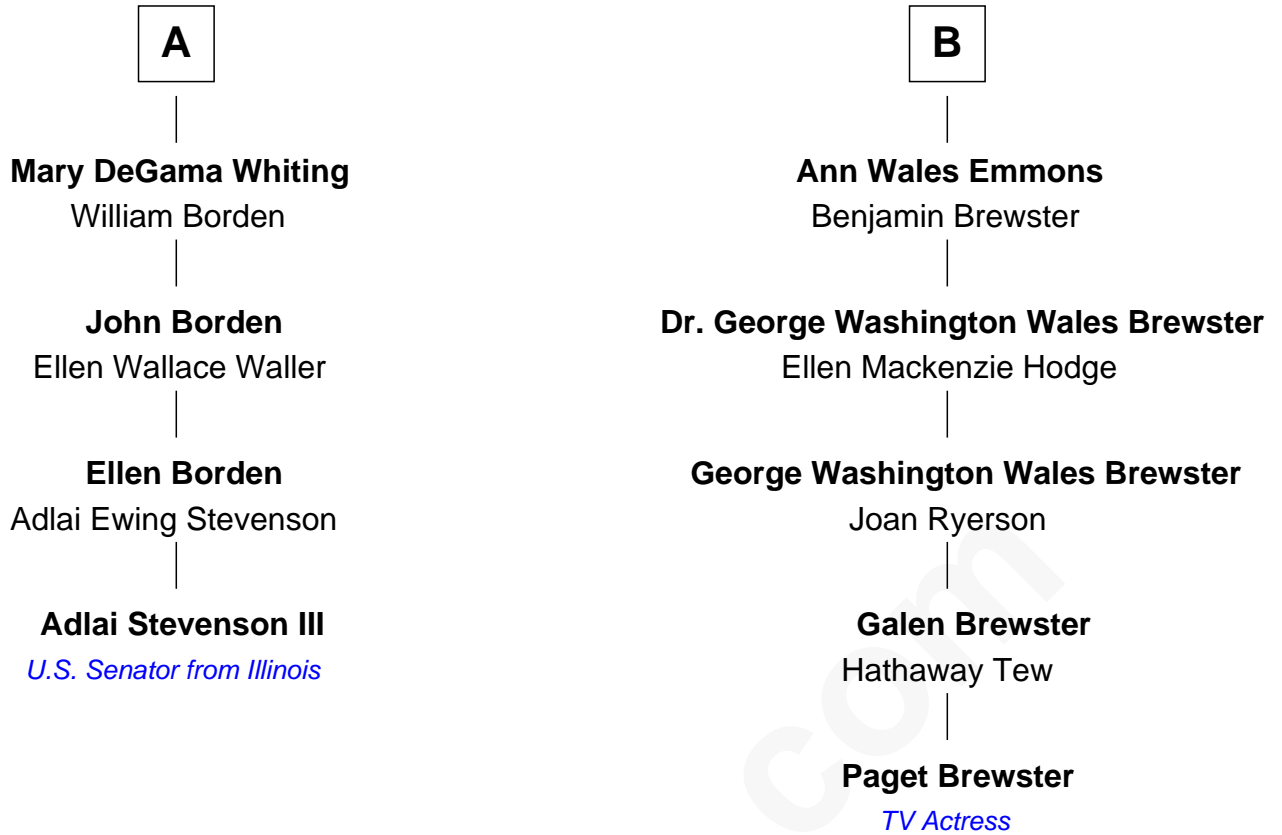 A
Mary DeGama Whiting
William Borden
John Borden
Ellen Wallace Waller
Ellen Borden
Adlai Ewing Stevenson
Adlai Stevenson III
U.S. Senator from Illinois
B
Ann Wales Emmons
Benjamin Brewster
Dr. George Washington Wales Brewster
Ellen Mackenzie Hodge
George Washington Wales Brewster
Joan Ryerson
Galen Brewster
Hathaway Tew
Paget Brewster
TV Actress
com